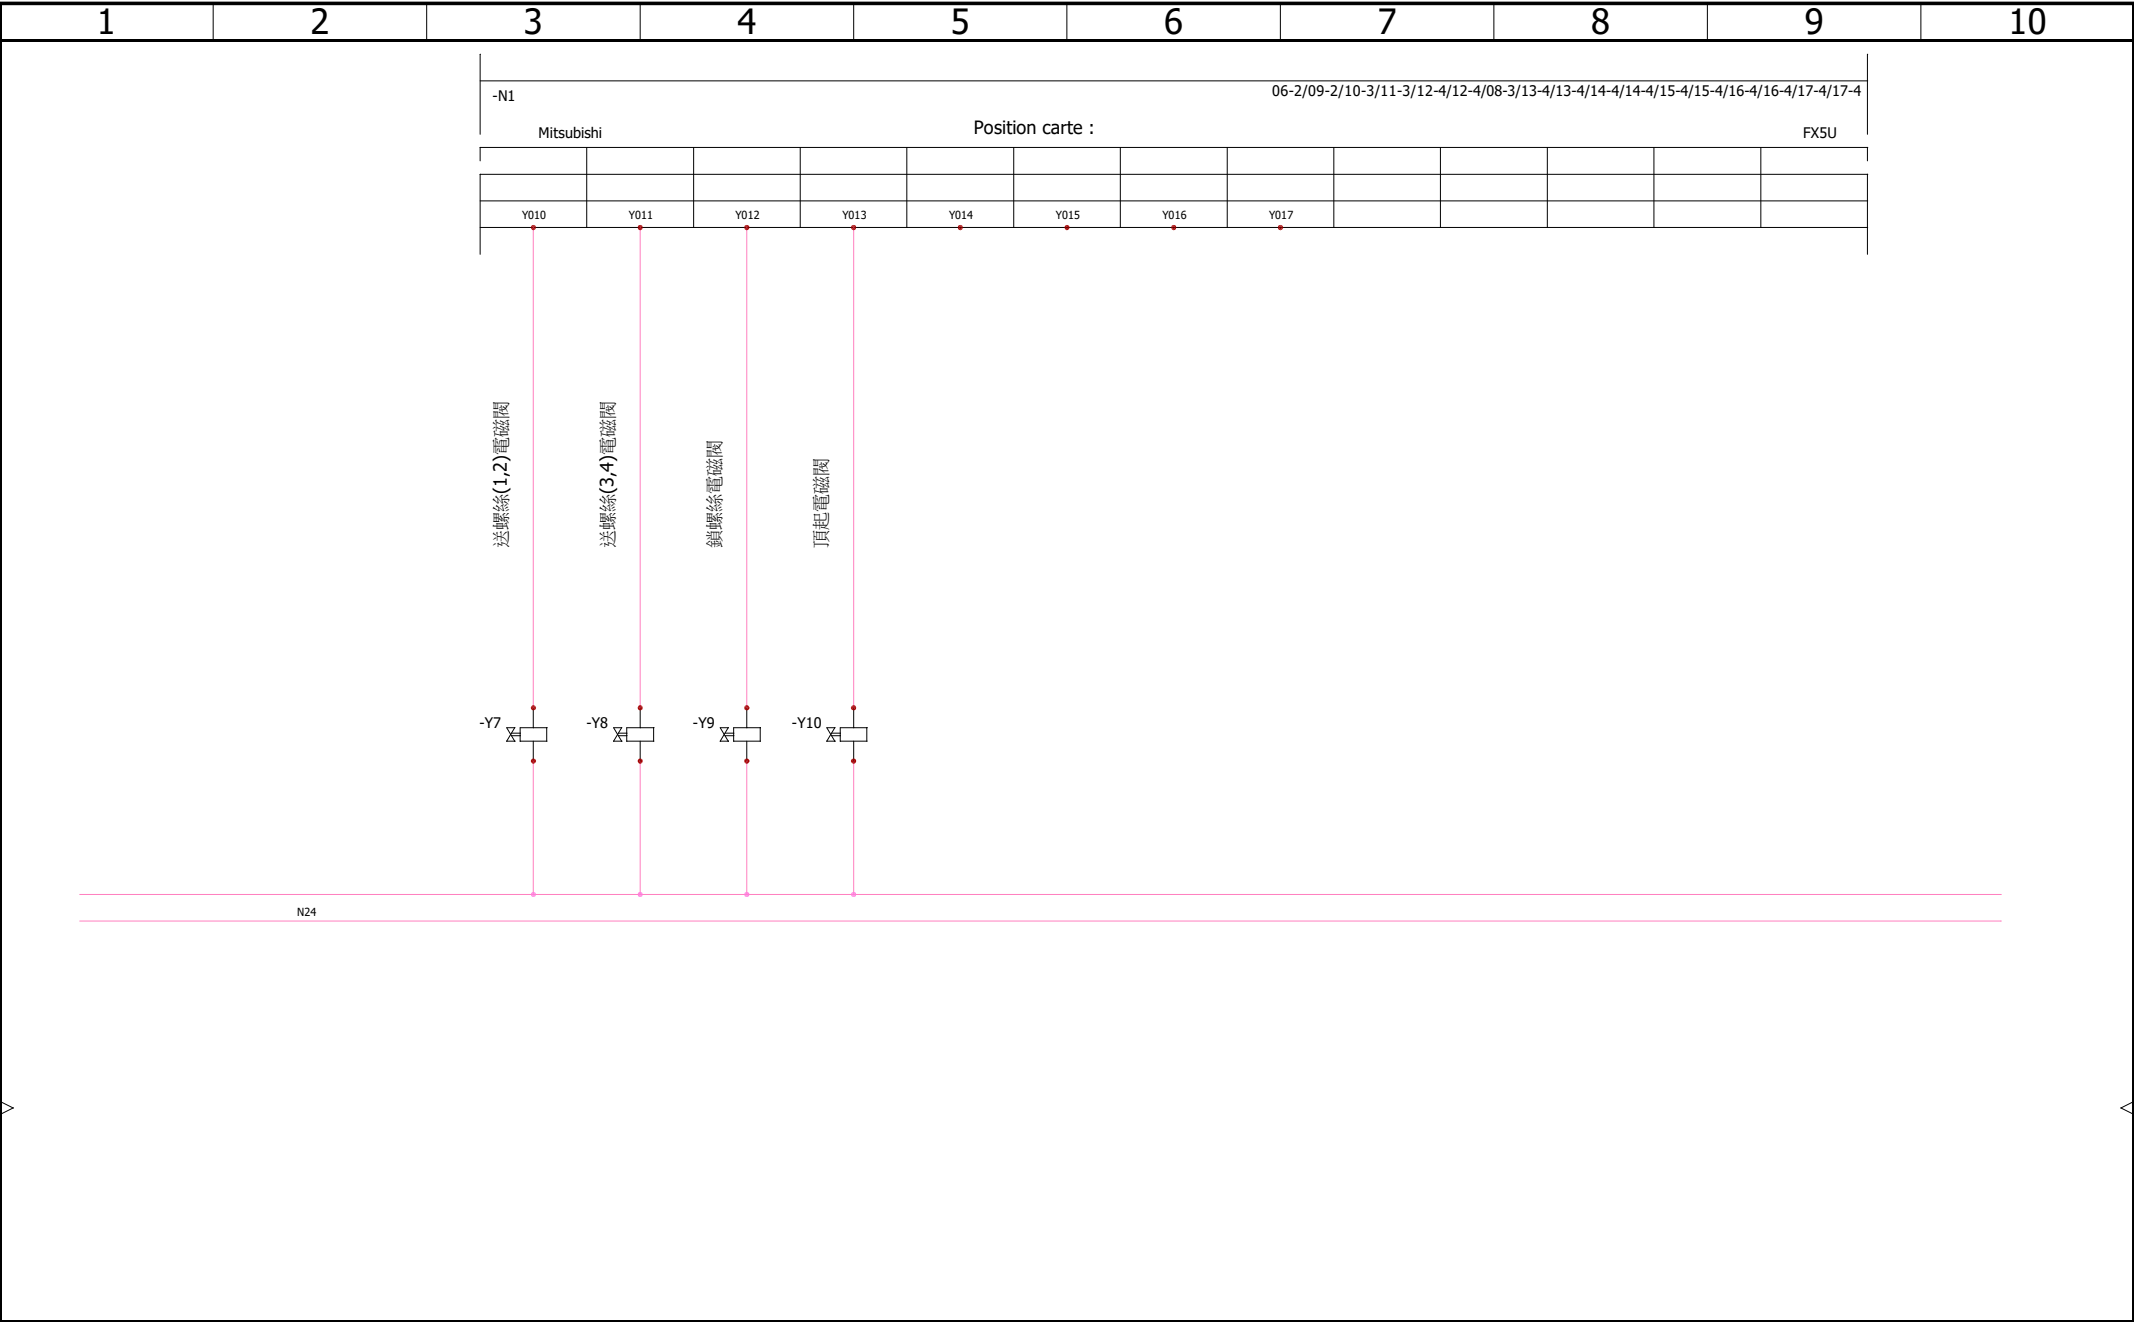 1 2 3 4 5 6 7 8 9 10
-N1 06-2/09-2/10-3/11-3/12-4/12-4/08-3/13-4/13-4/14-4/14-4/15-4/15-4/16-4/16-4/17-4/17-4
Mitsubishi Position carte : FX5U
Y010 Y011 Y012 Y013 Y014 Y015 Y016 Y017
送螺絲(1,2)電磁閥
送螺絲(3,4)電磁閥
鎖螺絲電磁閥
頂起電磁閥
-Y7 -Y8 -Y9 -Y10
N24